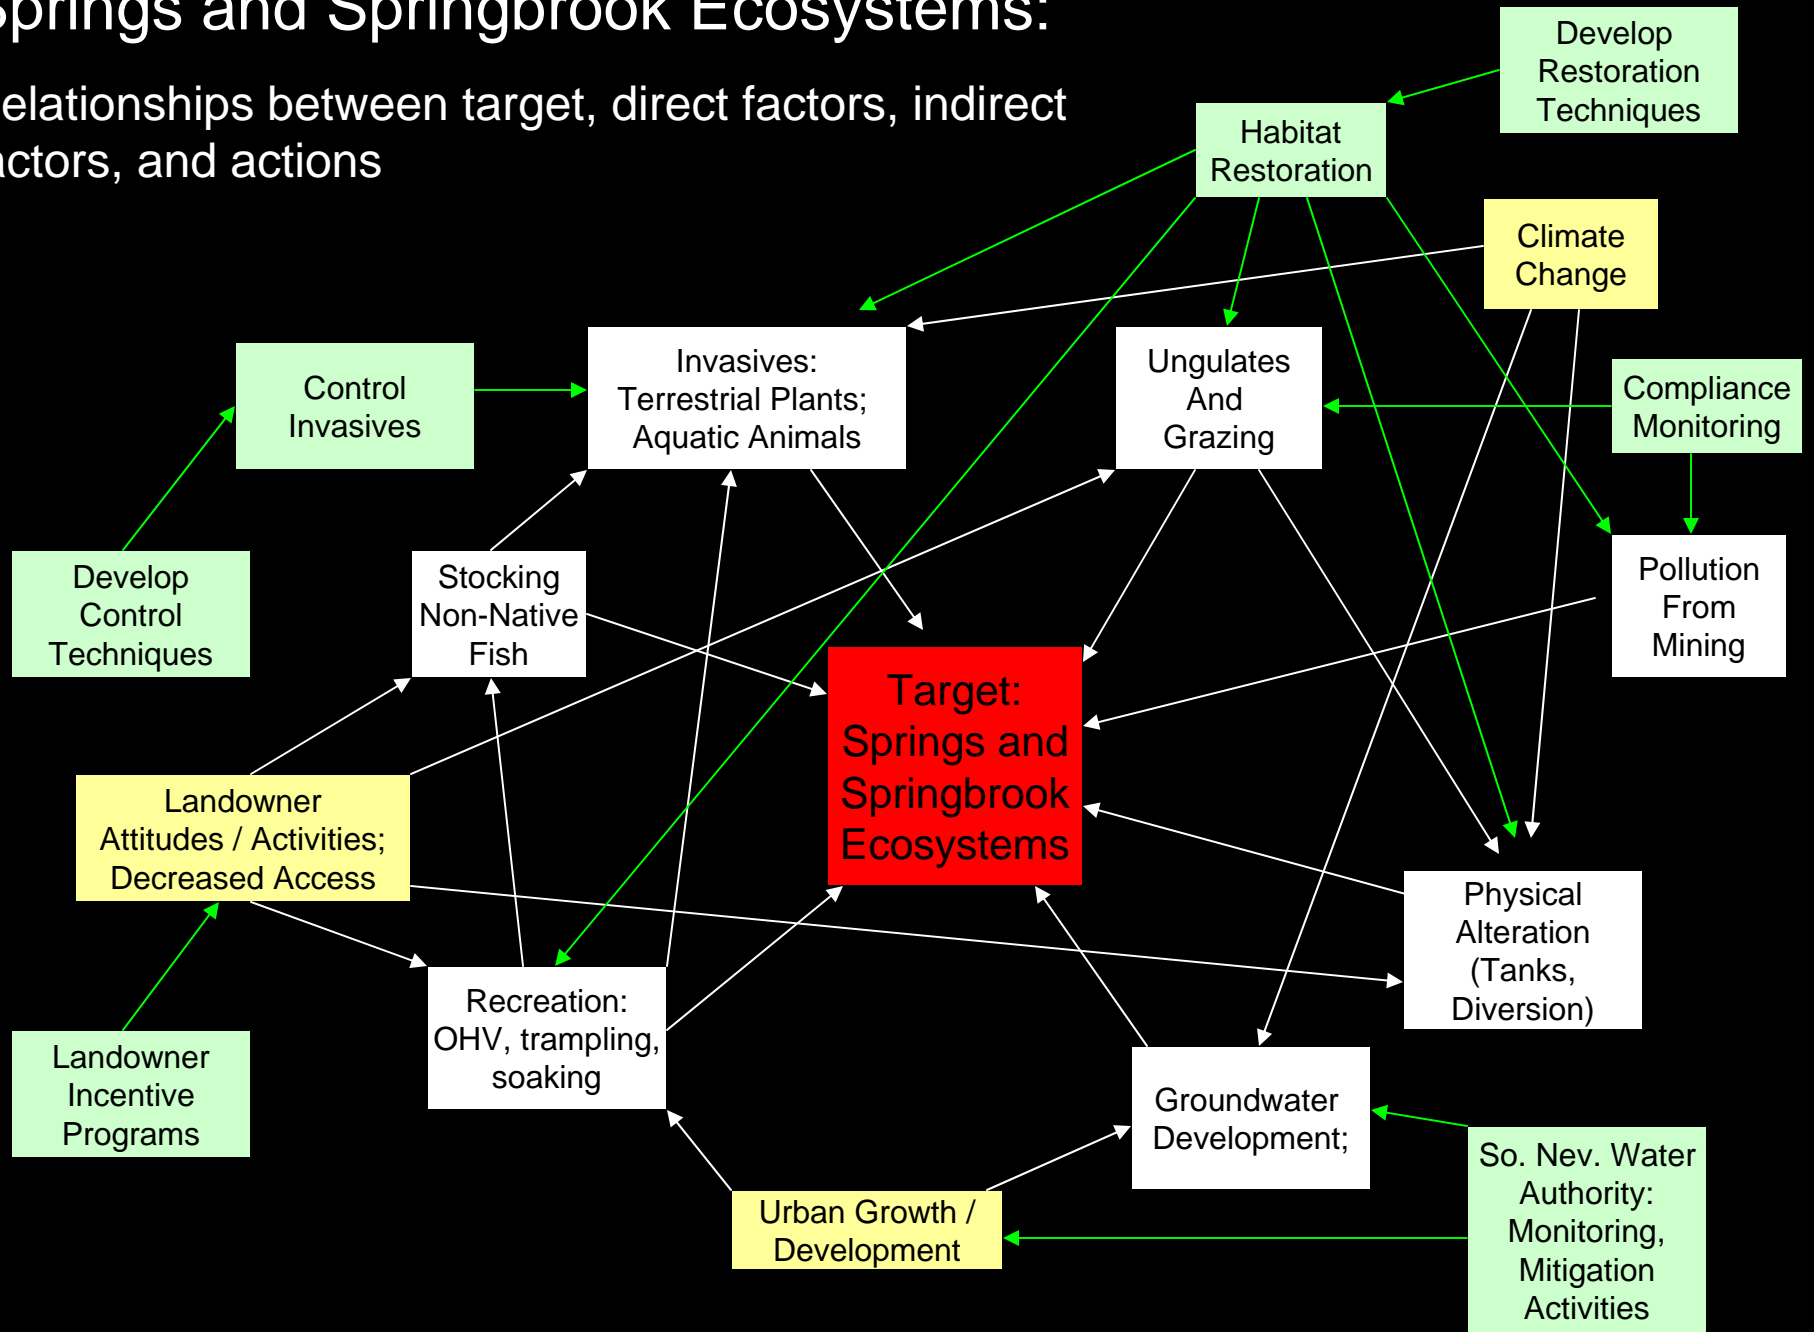 Springs and Springbrook Ecosystems:
elationships between target, direct factors, indirect
actors, and actions
Develop
Restoration
Techniques
Habitat
Restoration
Climate
Change
Control
Invasives
Invasives:
Terrestrial Plants;
Aquatic Animals
Ungulates
And
Grazing
Compliance
Monitoring
Develop
Control
Techniques
Stocking
Non-Native
Fish
Pollution
From
Mining
Target:
Springs and
Springbrook
Ecosystems
Landowner
Attitudes / Activities;
Decreased Access
Physical
Alteration
(Tanks,
Diversion)
Recreation:
OHV, trampling,
soaking
Landowner
Incentive
Programs
Groundwater
Development;
So. Nev. Water
Authority:
Monitoring,
Mitigation
Activities
Urban Growth /
Development